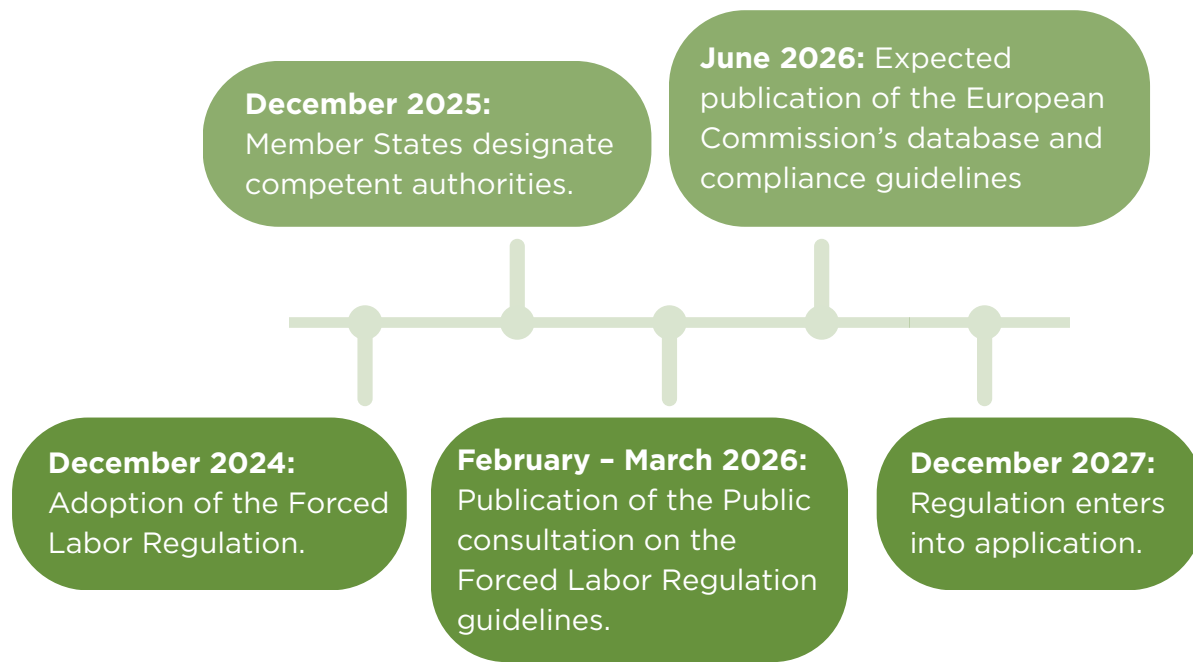 December 2025:
Member States designate
competent authorities.
June 2026: Expected
publication of the European
Commission’s database and
compliance guidelines
December 2024:
Adoption of the Forced
Labor Regulation.
February – March 2026:
Publication of the Public
consultation on the
Forced Labor Regulation
guidelines.
December 2027:
Regulation enters
into application.